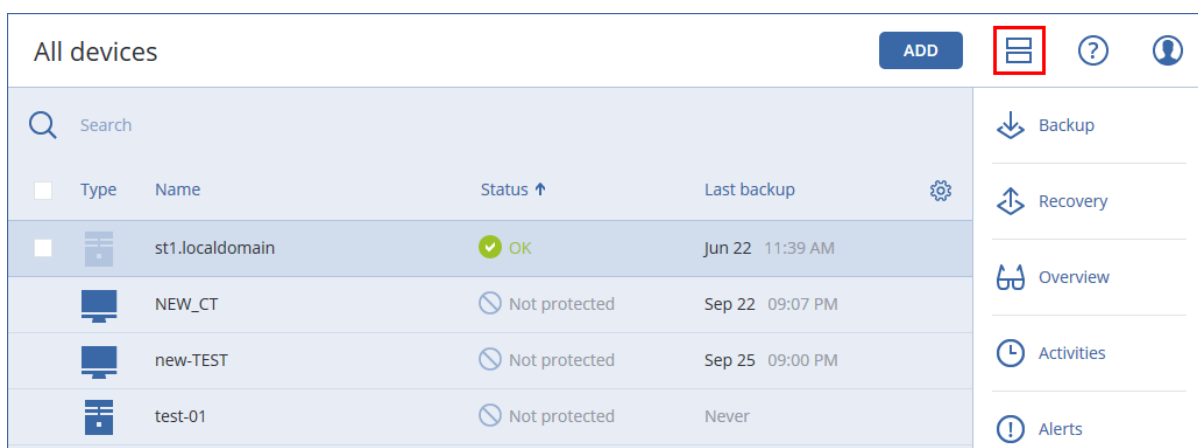 All devices
ADD
Search
Type Name Status Last backup
st1.localdomain OK Jun 22 11:39 AM
NEW_CT Not protected Sep 22 09:07 PM
new-TEST Not protected Sep 25 09:00 PM
test-01 Not protected Never
Backup
Recovery
Overview
Activities
Alerts